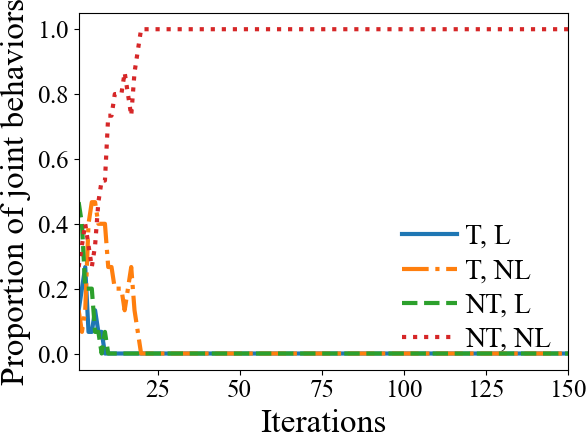 Proportion of joint behaviors
1.0
0.8
0.6
0.4
0.2
0.0
T, L
T, NL
NT, L
NT, NL
25 50 75 100 125 150
Iterations